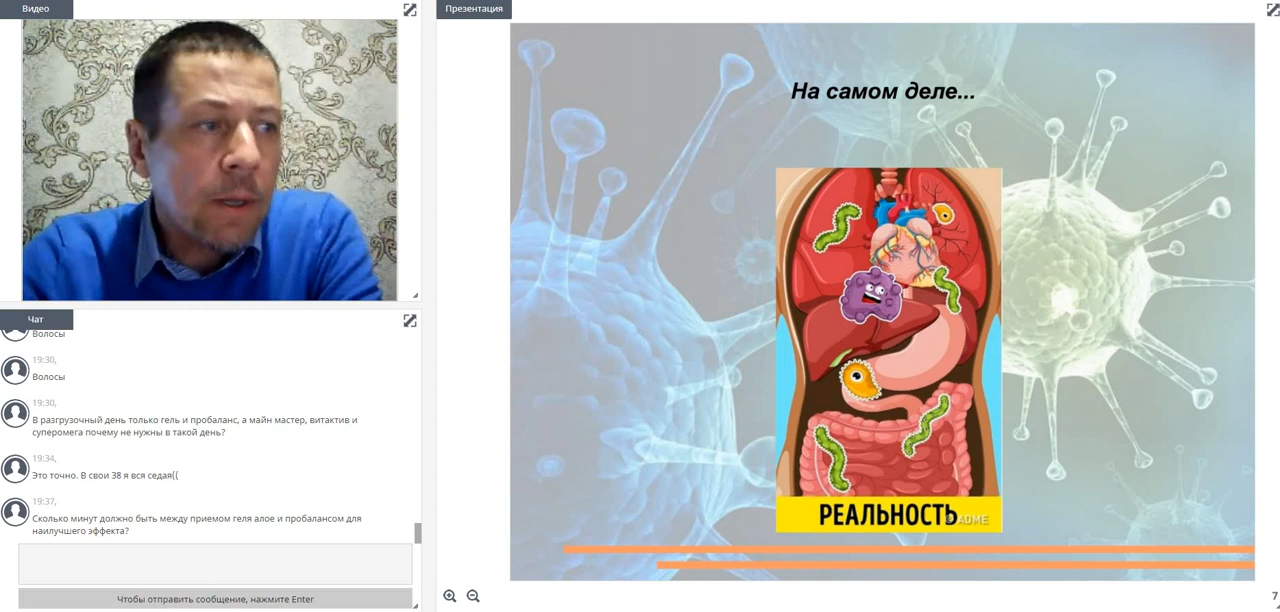 Видео
Презентация
На самом деле...
РЕАЛЬНОСТЬ
ADME
7
Чат
Волосы
19:30,
Волосы
19:30,
В разгрузочный день только гель и пробаланс, а майн мастер, витактив и
суперомега почему не нужны в такой день?
19:34,
Это точно. В свои 38 я вся седая((
19:37,
Сколько минут должно быть между приемом геля алое и пробалансом для
наилучшего эффекта?
Чтобы отправить сообщение, нажмите Enter